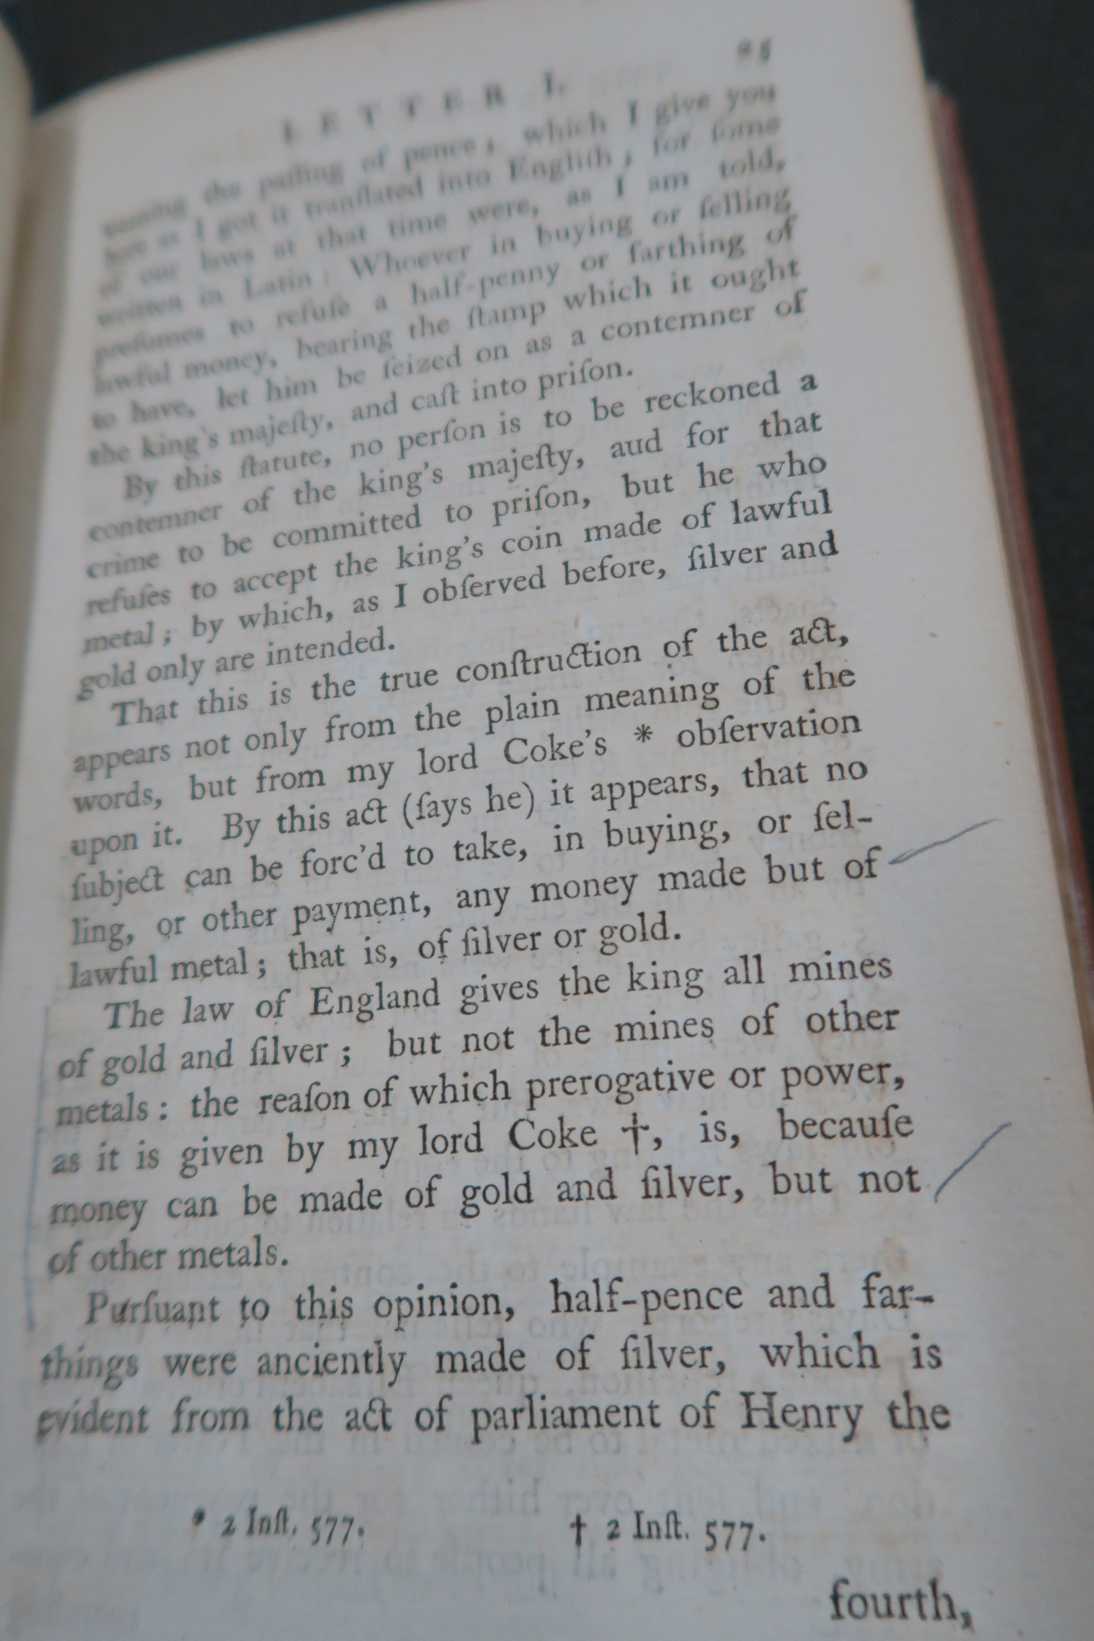 LETTER I.
cerning the passing of pence; which I give you
here as I got it translated into English, for some
of our laws at that time were, as I am told,
written in Latin: Whoever in buying or ſelling
preſumes to refuſe a half-penny or farthing of
lawful money, bearing the ſtamp which it ought
to have, let him be ſeized on as a contemner of
the king's majeſty, and caſt into priſon.
By this ſtatute, no perſon is to be reckoned a
contemner of the king's majeſty, aud for that
crime to be committed to priſon, but he who
refuſes to accept the king's coin made of lawful
metal; by which, as I obſerved before, ſilver and
gold only are intended.
That this is the true conſtruction of the act,
appears not only from the plain meaning of the
words, but from my lord Coke's * obſervation
upon it. By this act (ſays he) it appears, that no
ſubject can be forc'd to take, in buying, or ſel-
ling, or other payment, any money made but of
lawful metal; that is, of ſilver or gold.
The law of England gives the king all mines
of gold and ſilver; but not the mines of other
metals: the reaſon of which prerogative or power,
as it is given by my lord Coke †, is, becauſe
money can be made of gold and ſilver, but not
of other metals.
Purſuant to this opinion, half-pence and far-
things were anciently made of ſilver, which is
evident from the act of parliament of Henry the
* 2 Inſt. 577. † 2 Inſt. 577.
fourth,